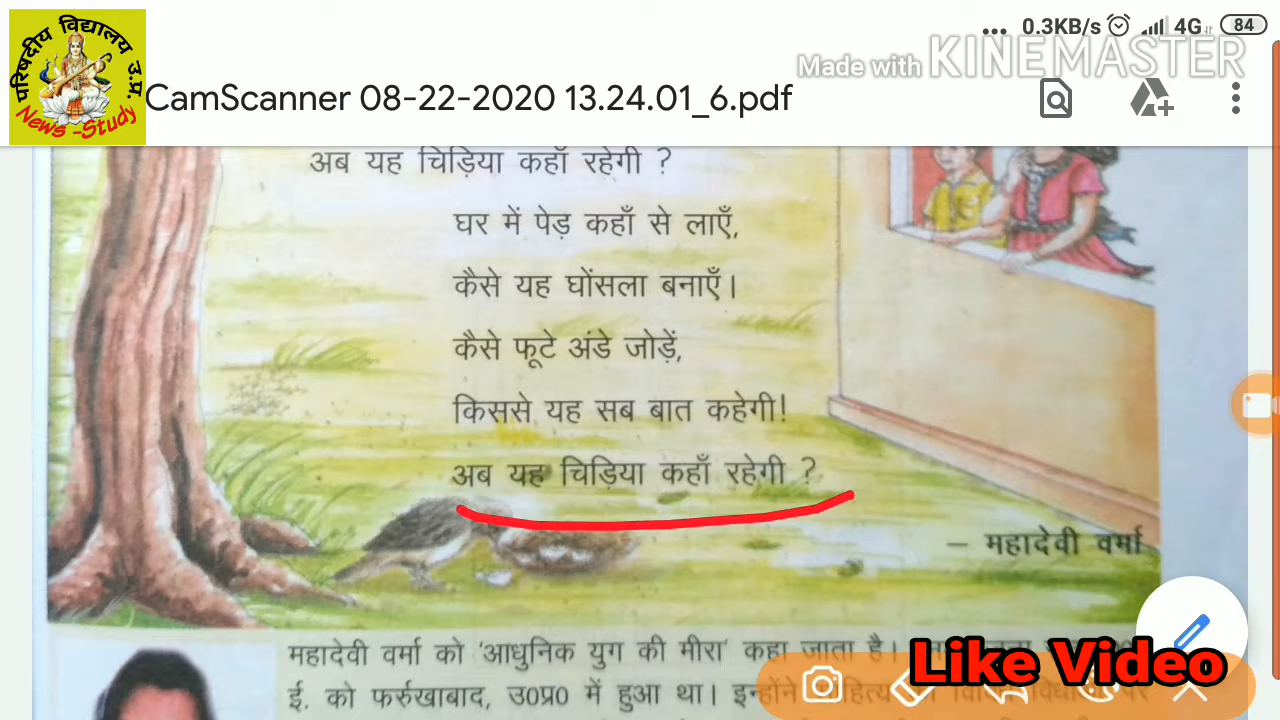 परिषदीय विद्यालय उ.प्र.
News -Study
... 0.3KB/s 4G 84
Made with KINEMASTER
CamScanner 08-22-2020 13.24.01_6.pdf
अब यह चिड़िया कहाँ रहेगी ?
घर में पेड़ कहाँ से लाएँ,
कैसे यह घोंसला बनाएँ।
कैसे फूटे अंडे जोड़ें,
किससे यह सब बात कहेगी!
अब यह चिड़िया कहाँ रहेगी ?
– महादेवी वर्मा
महादेवी वर्मा को 'आधुनिक युग की मीरा' कहा जाता है।
ई. को फर्रुखाबाद, उ0प्र0 में हुआ था। इन्होंने
Like Video